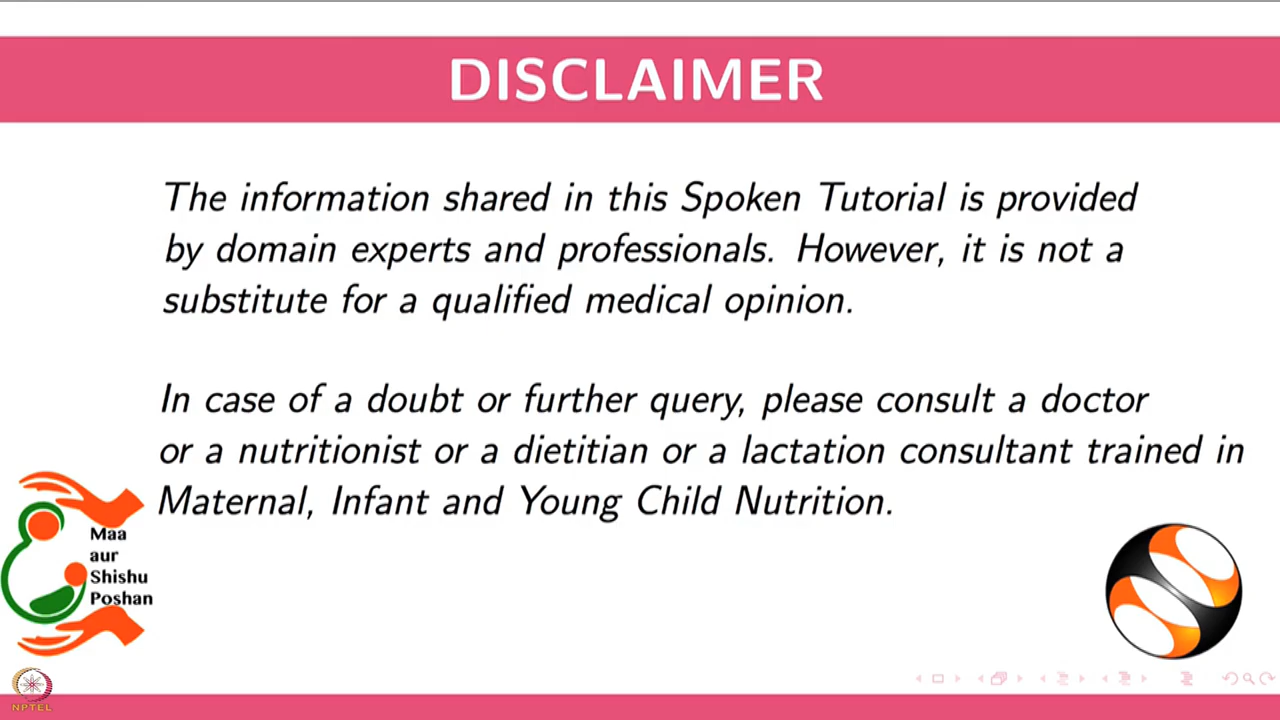 DISCLAIMER
The information shared in this Spoken Tutorial is provided
by domain experts and professionals. However, it is not a
substitute for a qualified medical opinion.
In case of a doubt or further query, please consult a doctor
or a nutritionist or a dietitian or a lactation consultant trained in
Maternal, Infant and Young Child Nutrition.
Maa
aur
Shishu
Poshan
NPTEL